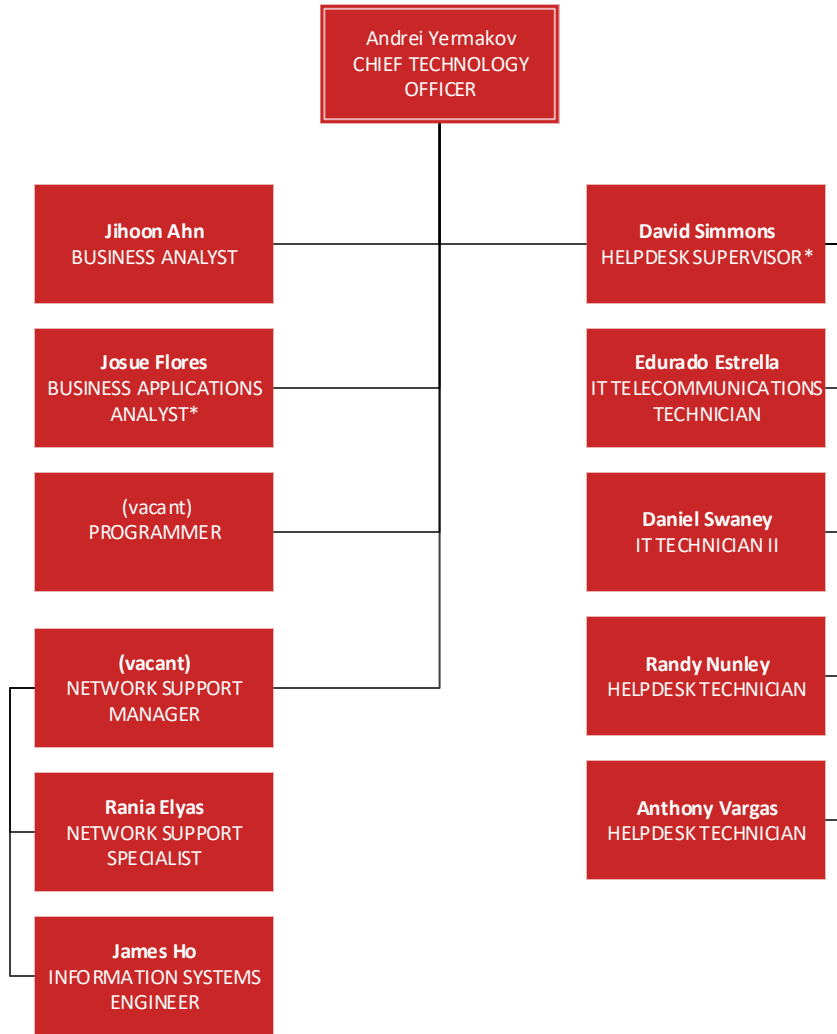 Andrei Yermakov
CHIEF TECHNOLOGY
OFFICER
Jihoon Ahn
BUSINESS ANALYST
Josue Flores
BUSINESS APPLICATIONS
ANALYST*
(vacant)
PROGRAMMER
(vacant)
NETWORK SUPPORT
MANAGER
Rania Elyas
NETWORK SUPPORT
SPECIALIST
James Ho
INFORMATION SYSTEMS
ENGINEER
David Simmons
HELPDESK SUPERVISOR*
Edurado Estrella
IT TELECOMMUNICATIONS
TECHNICIAN
Daniel Swaney
IT TECHNICIAN II
Randy Nunley
HELPDESK TECHNICIAN
Anthony Vargas
HELPDESK TECHNICIAN